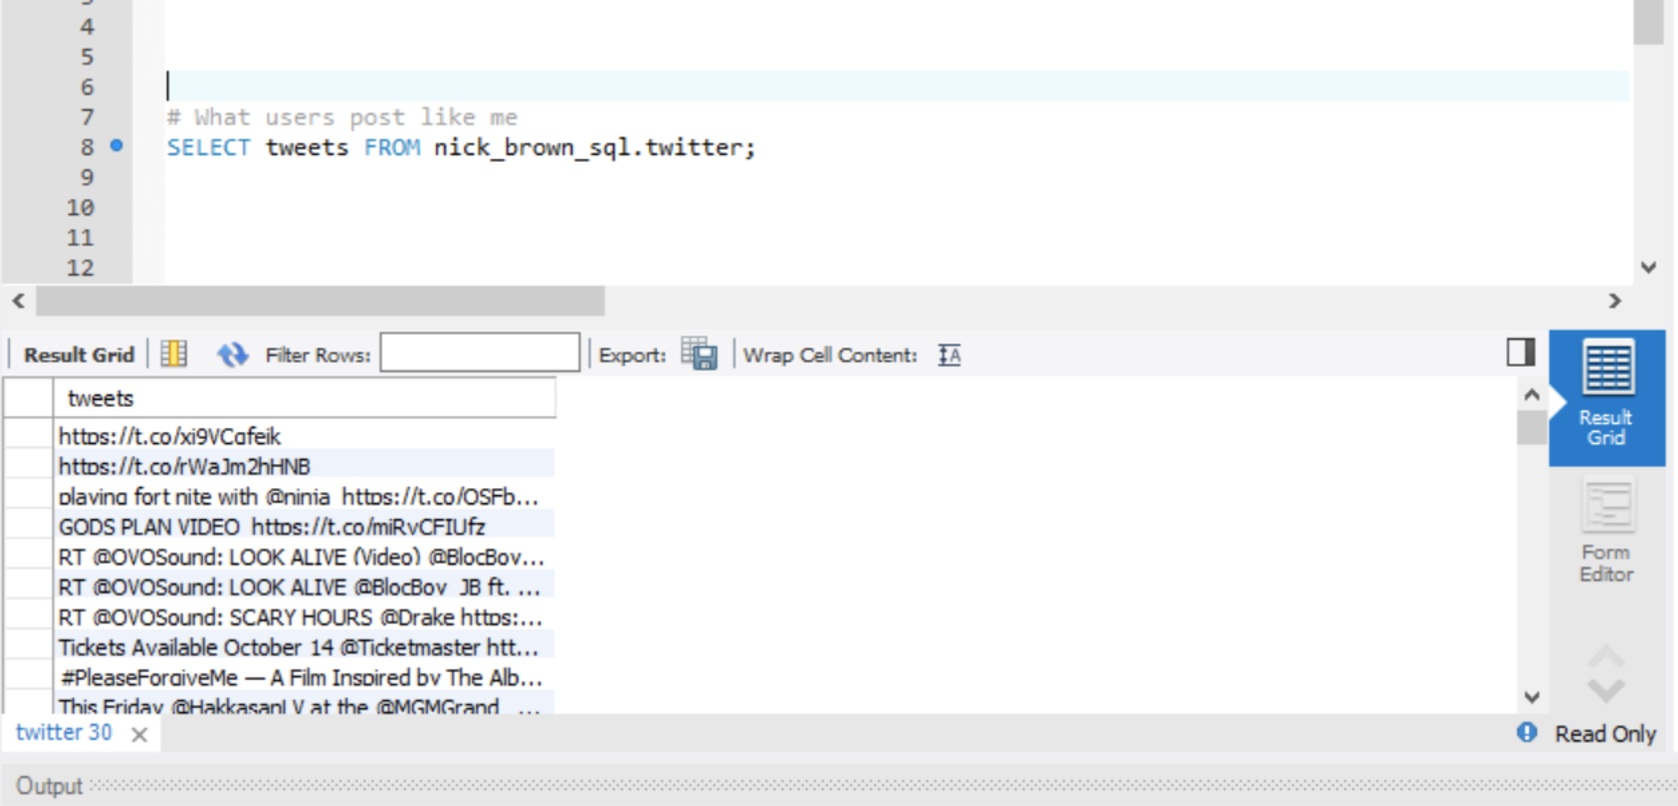 4
5
6
7 # What users post like me
8 SELECT tweets FROM nick_brown_sql.twitter;
9
10
11
12
Result Grid Filter Rows: Export: Wrap Cell Content:
tweets
https://t.co/xi9VCafeik
https://t.co/rWaJm2hHNB
playing fort nite with @ninja https://t.co/OSFb...
GODS PLAN VIDEO https://t.co/miRvCFIUfz
RT @OVOSound: LOOK ALIVE (Video) @BlocBoy...
RT @OVOSound: LOOK ALIVE @BlocBoy_JB ft. ...
RT @OVOSound: SCARY HOURS @Drake https:...
Tickets Available October 14 @Ticketmaster htt...
#PleaseForgiveMe — A Film Inspired by The Alb...
This Friday @HakkasanLV at the @MGMGrand ...
Result
Grid
Form
Editor
twitter 30
Read Only
Output